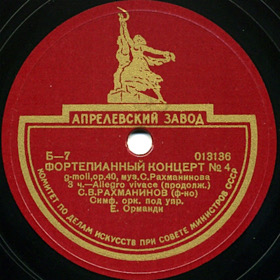 АПРЕЛЕВСКИЙ ЗАВОД
Б-7 013136
ФОРТЕПИАННЫЙ КОНЦЕРТ № 4
g-moll, op. 40, муз. С. Рахманинова
3 ч.—Allegro vivace (продолж.)
С. В. РАХМАНИНОВ (ф-но)
Симф. орк. под упр.
Е. Орманди
КОМИТЕТ ПО ДЕЛАМ ИСКУССТВ ПРИ СОВЕТЕ МИНИСТРОВ СССР